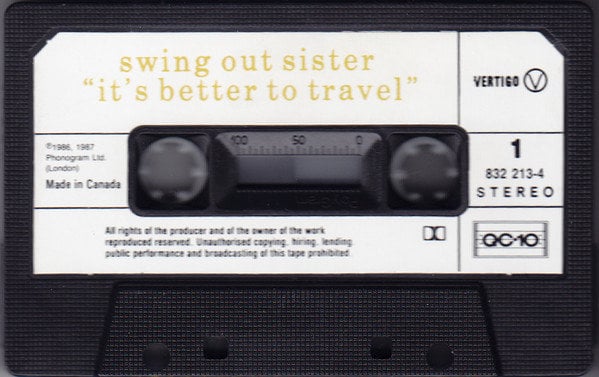 swing out sister
“it's better to travel”
VERTIGO V
℗1986, 1987
Phonogram Ltd.
(London)
Made in Canada
100 50 0
1
832 213-4
STEREO
All rights of the producer and of the owner of the work
reproduced reserved. Unauthorised copying, hiring, lending
public performance and broadcasting of this tape prohibited.
QC-10